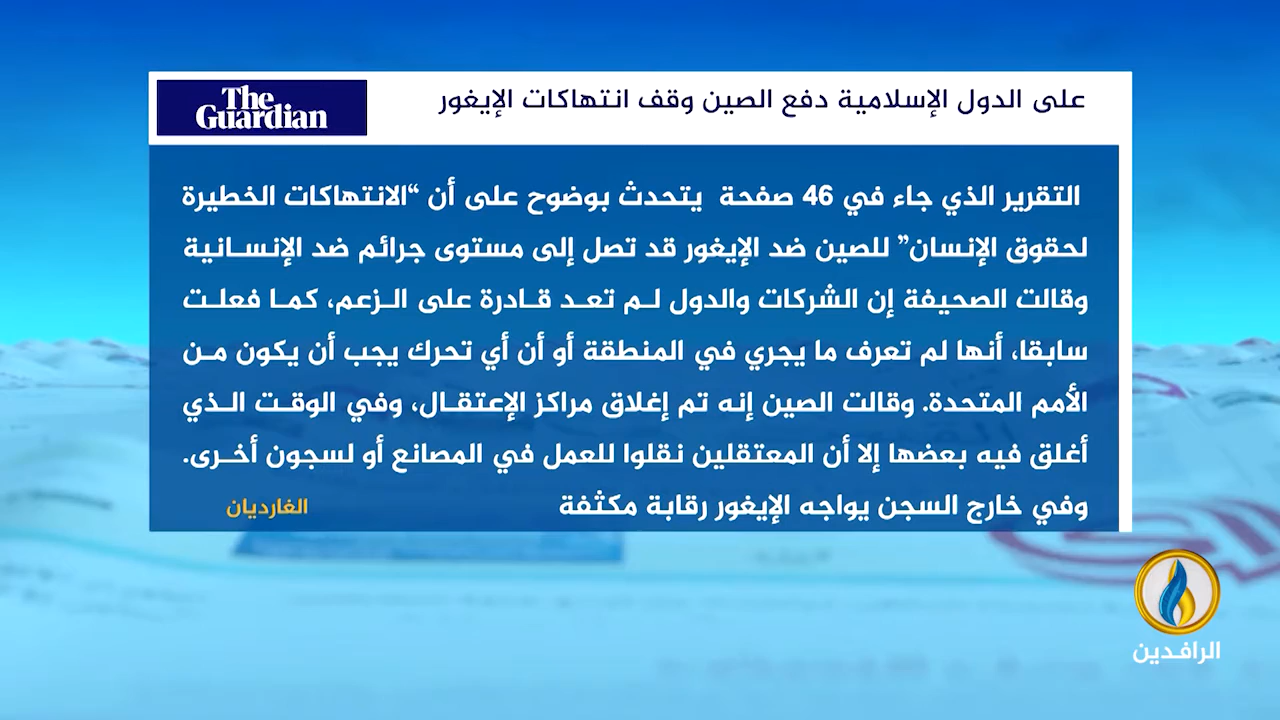 The
Guardian
على الدول الإسلامية دفع الصين وقف انتهاكات الإيغور
التقرير الذي جاء في 46 صفحة يتحدث بوضوح على أن “الانتهاكات الخطيرة
لحقوق الإنسان” للصين ضد الإيغور قد تصل إلى مستوى جرائم ضد الإنسانية
وقالت الصحيفة إن الشركات والدول لم تعد قادرة على الزعم، كما فعلت
سابقا، أنها لم تعرف ما يجري في المنطقة أو أن أي تحرك يجب أن يكون من
الأمم المتحدة. وقالت الصين إنه تم إغلاق مراكز الإعتقال، وفي الوقت الذي
أغلق فيه بعضها إلا أن المعتقلين نقلوا للعمل في المصانع أو لسجون أخرى.
وفي خارج السجن يواجه الإيغور رقابة مكثفة
الغارديان
الرافدين